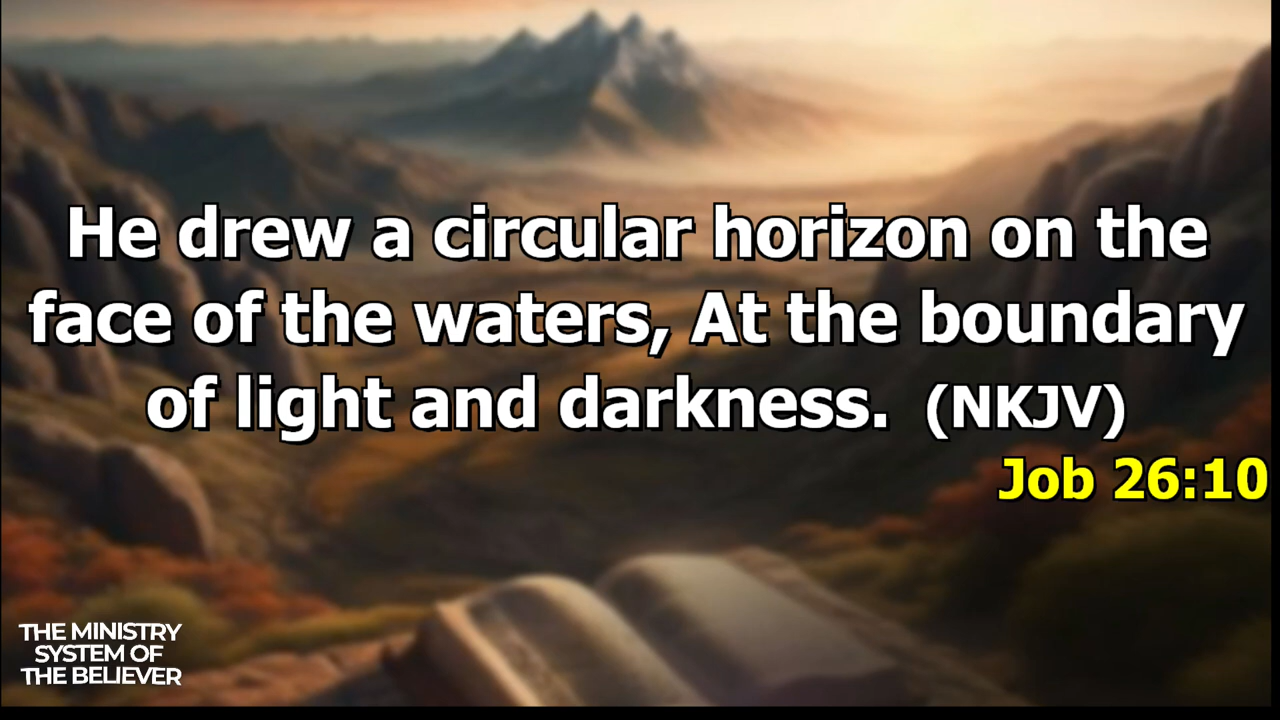 He drew a circular horizon on the
face of the waters, At the boundary
of light and darkness. (NKJV)
Job 26:10
THE MINISTRY
SYSTEM OF
THE BELIEVER